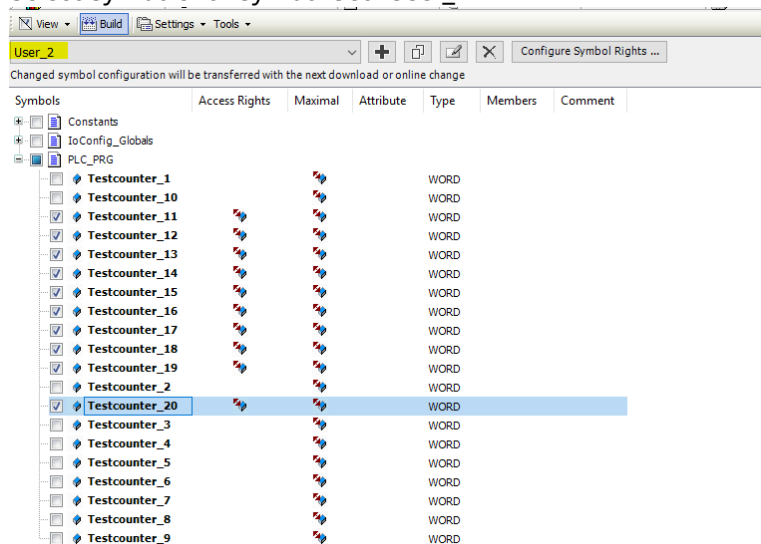 View Build Settings Tools
User_2 Configure Symbol Rights ...
Changed symbol configuration will be transferred with the next download or online change
Symbols Access Rights Maximal Attribute Type Members Comment
Constants
IoConfig_Globals
PLC_PRG
Testcounter_1 WORD
Testcounter_10 WORD
Testcounter_11 WORD
Testcounter_12 WORD
Testcounter_13 WORD
Testcounter_14 WORD
Testcounter_15 WORD
Testcounter_16 WORD
Testcounter_17 WORD
Testcounter_18 WORD
Testcounter_19 WORD
Testcounter_2 WORD
Testcounter_20 WORD
Testcounter_3 WORD
Testcounter_4 WORD
Testcounter_5 WORD
Testcounter_6 WORD
Testcounter_7 WORD
Testcounter_8 WORD
Testcounter_9 WORD